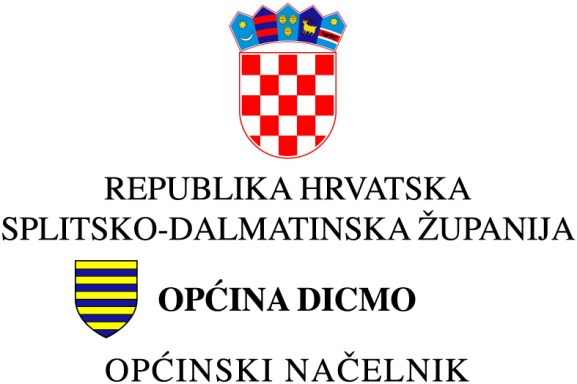 REPUBLIKA HRVATSKA
SPLITSKO-DALMATINSKA ŽUPANIJA
OPĆINA DICMO
OPĆINSKI NAČELNIK